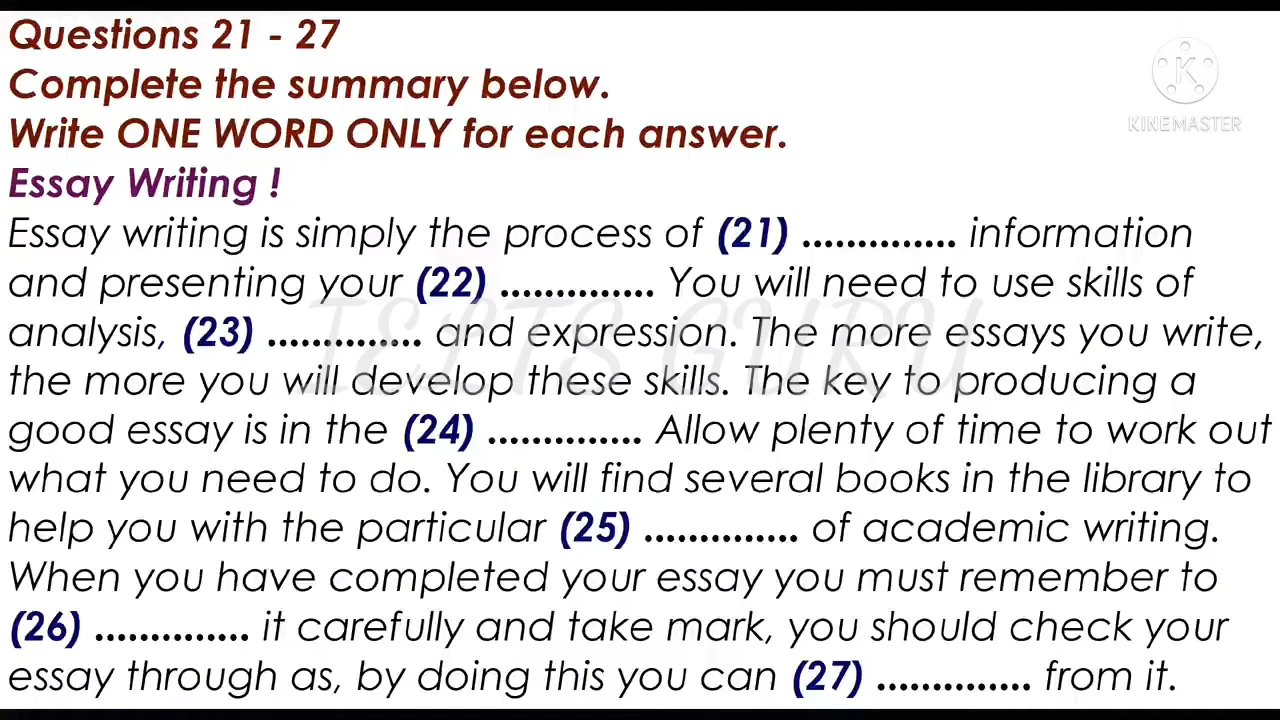 Questions 21 - 27
Complete the summary below.
KINEMASTER
Write ONE WORD ONLY for each answer.
Essay Writing !
Essay writing is simply the process of (21) .............. information
and presenting your (22) .............. You will need to use skills of
analysis, (23) .............. and expression. The more essays you write,
IELTS GURU
the more you will develop these skills. The key to producing a
good essay is in the (24) .............. Allow plenty of time to work out
what you need to do. You will find several books in the library to
help you with the particular (25) .............. of academic writing.
When you have completed your essay you must remember to
(26) .............. it carefully and take mark, you should check your
essay through as, by doing this you can (27) .............. from it.